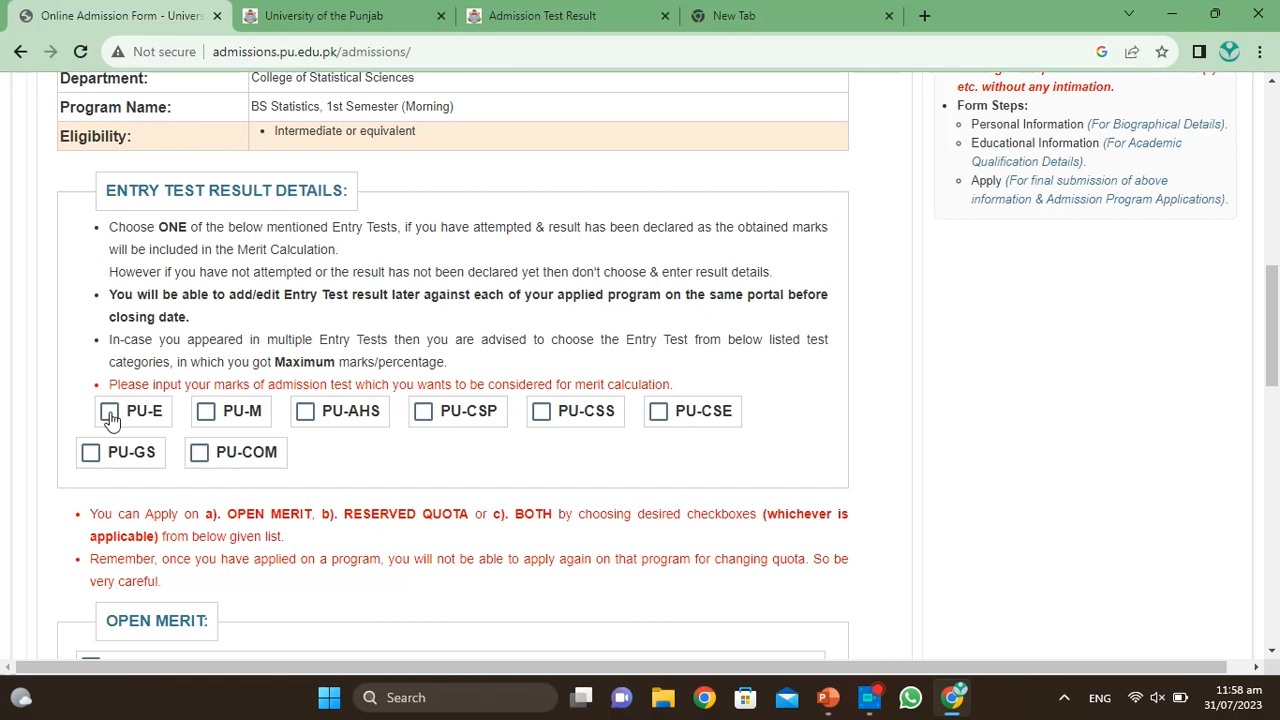 Online Admission Form - Univers
University of the Punjab
Admission Test Result
New Tab
Not secure
admissions.pu.edu.pk/admissions/
Department:
College of Statistical Sciences
Program Name:
BS Statistics, 1st Semester (Morning)
Eligibility:
Intermediate or equivalent
ENTRY TEST RESULT DETAILS:
Choose ONE of the below mentioned Entry Tests, if you have attempted & result has been declared as the obtained marks
will be included in the Merit Calculation.
However if you have not attempted or the result has not been declared yet then don't choose & enter result details.
You will be able to add/edit Entry Test result later against each of your applied program on the same portal before
closing date.
In-case you appeared in multiple Entry Tests then you are advised to choose the Entry Test from below listed test
categories, in which you got Maximum marks/percentage.
Please input your marks of admission test which you wants to be considered for merit calculation.
PU-E PU-M PU-AHS PU-CSP PU-CSS PU-CSE
PU-GS PU-COM
You can Apply on a). OPEN MERIT, b). RESERVED QUOTA or c). BOTH by choosing desired checkboxes (whichever is
applicable) from below given list.
Remember, once you have applied on a program, you will not be able to apply again on that program for changing quota. So be
very careful.
OPEN MERIT:
etc. without any intimation.
Form Steps:
Personal Information (For Biographical Details).
Educational Information (For Academic
Qualification Details).
Apply (For final submission of above
information & Admission Program Applications).
Search
ENG
11:58 am
31/07/2023